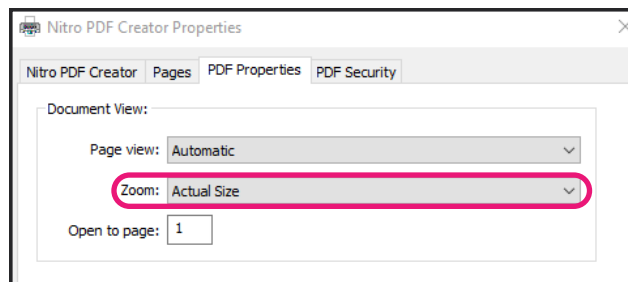 Nitro PDF Creator Properties
Nitro PDF Creator Pages PDF Properties PDF Security
Document View:
Page view: Automatic
Zoom: Actual Size
Open to page: 1